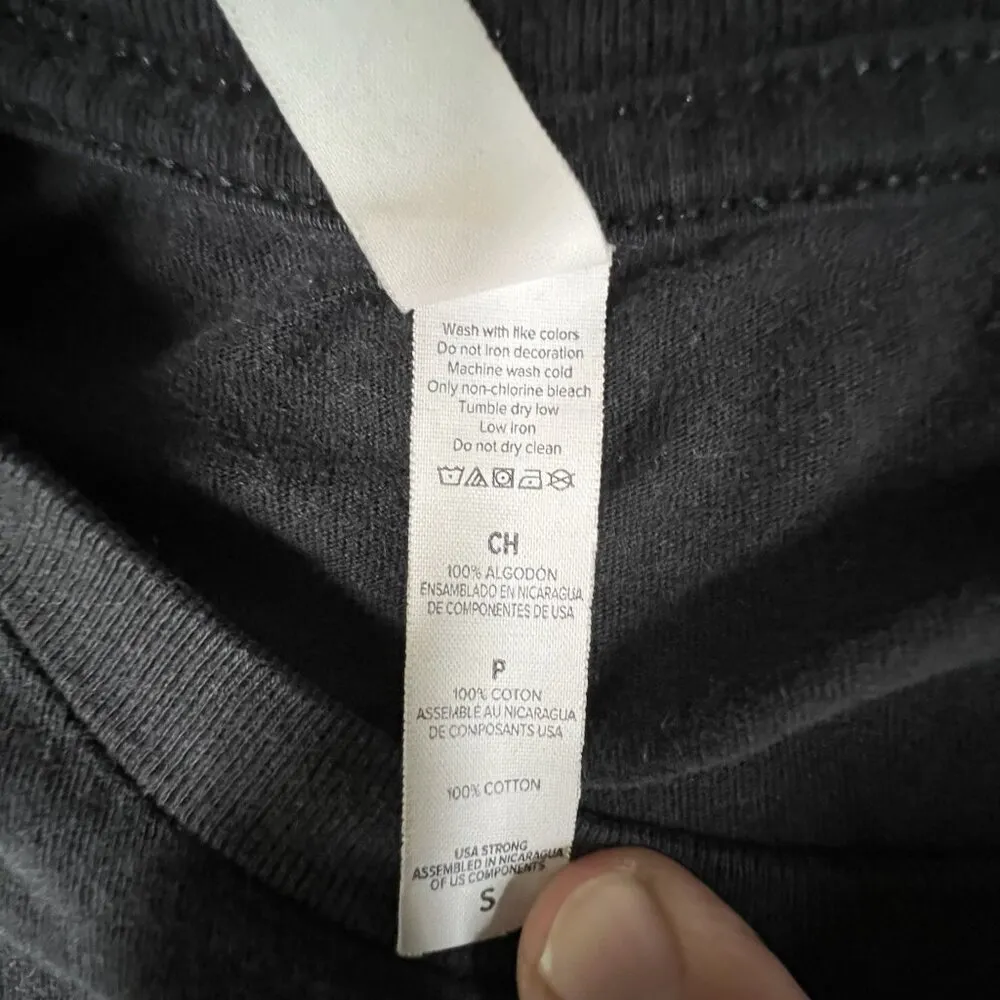 Wash with like colors
Do not iron decoration
Machine wash cold
Only non-chlorine bleach
Tumble dry low
Low iron
Do not dry clean
CH
100% ALGODÓN
ENSAMBLADO EN NICARAGUA
DE COMPONENTES DE USA
P
100% COTON
ASSEMBLÉ AU NICARAGUA
DE COMPOSANTS USA
100% COTTON
USA STRONG
ASSEMBLED IN NICARAGUA
OF US COMPONENTS
S